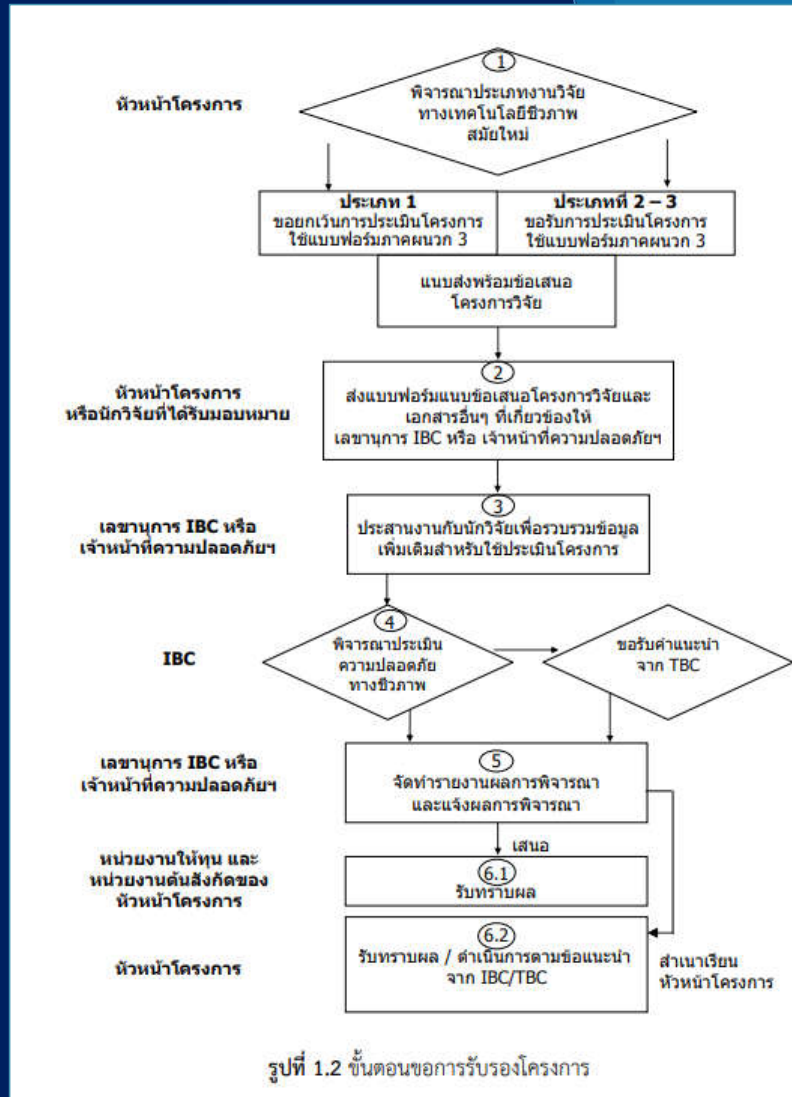 1
หัวหน้าโครงการ
พิจารณาประเภทงานวิจัย
ทางเทคโนโลยีชีวภาพ
สมัยใหม่
ประเภท 1
ขอยกเว้นการประเมินโครงการ
ใช้แบบฟอร์มภาคผนวก 3
ประเภทที่ 2 – 3
ขอรับการประเมินโครงการ
ใช้แบบฟอร์มภาคผนวก 3
แนบส่งพร้อมข้อเสนอ
โครงการวิจัย
หัวหน้าโครงการ
หรือนักวิจัยที่ได้รับมอบหมาย
2
ส่งแบบฟอร์มแนบข้อเสนอโครงการวิจัยและ
เอกสารอื่นๆ ที่เกี่ยวข้องให้
เลขานุการ IBC หรือ เจ้าหน้าที่ความปลอดภัยฯ
เลขานุการ IBC หรือ
เจ้าหน้าที่ความปลอดภัยฯ
3
ประสานงานกับนักวิจัยเพื่อรวบรวมข้อมูล
เพิ่มเติมสำหรับใช้ประเมินโครงการ
IBC
4
พิจารณาประเมิน
ความปลอดภัย
ทางชีวภาพ
ขอรับคำแนะนำ
จาก TBC
เลขานุการ IBC หรือ
เจ้าหน้าที่ความปลอดภัยฯ
5
จัดทำรายงานผลการพิจารณา
และแจ้งผลการพิจารณา
เสนอ
หน่วยงานให้ทุน และ
หน่วยงานต้นสังกัดของ
หัวหน้าโครงการ
6.1
รับทราบผล
หัวหน้าโครงการ
6.2
รับทราบผล / ดำเนินการตามข้อแนะนำ
จาก IBC/TBC
สำเนาเรียน
หัวหน้าโครงการ
รูปที่ 1.2 ขั้นตอนขอการรับรองโครงการ